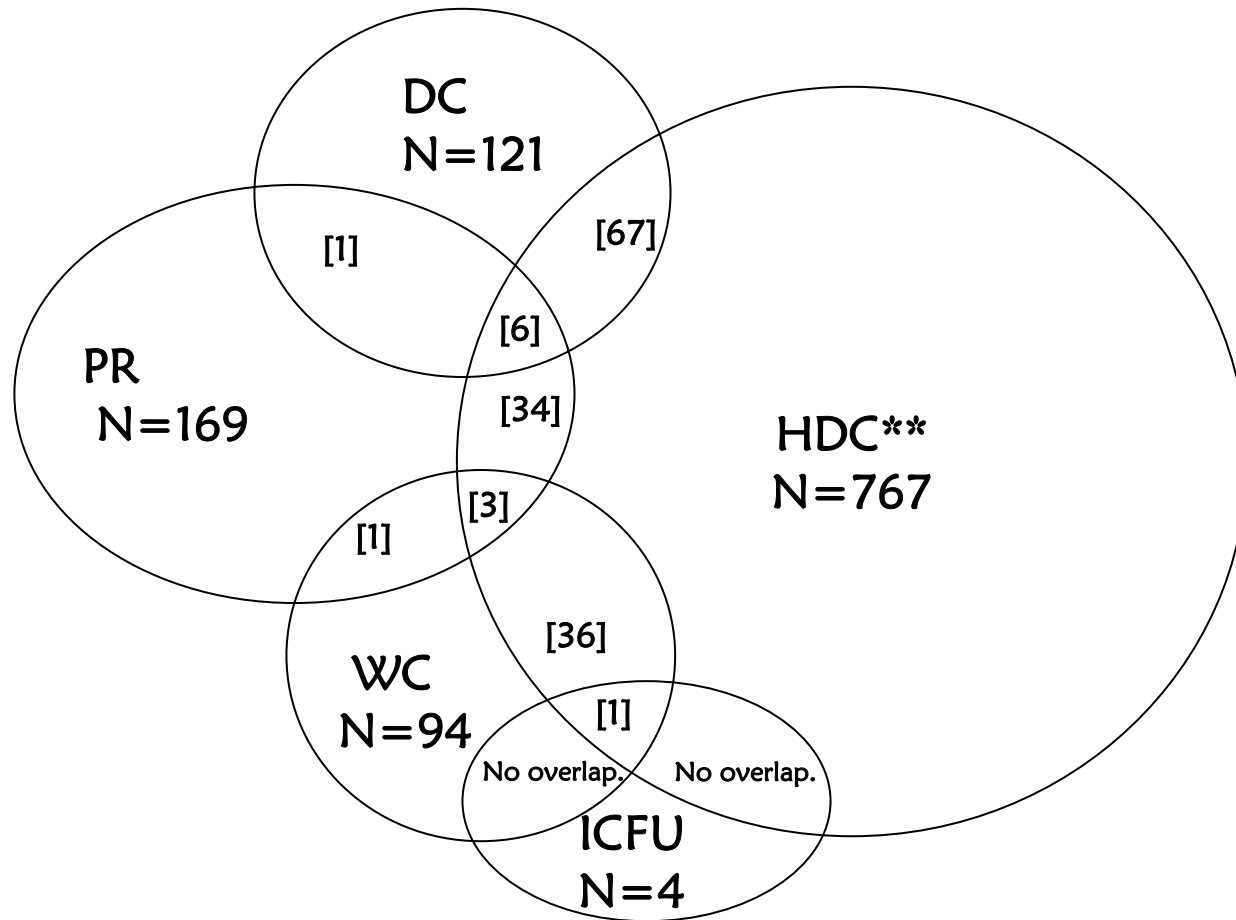 DC
N=121
[67]
[1]
[6]
PR
N=169
[34]
HDC**
N=767
[3]
[1]
[36]
WC
N=94
[1]
No overlap.
No overlap.
ICFU
N=4